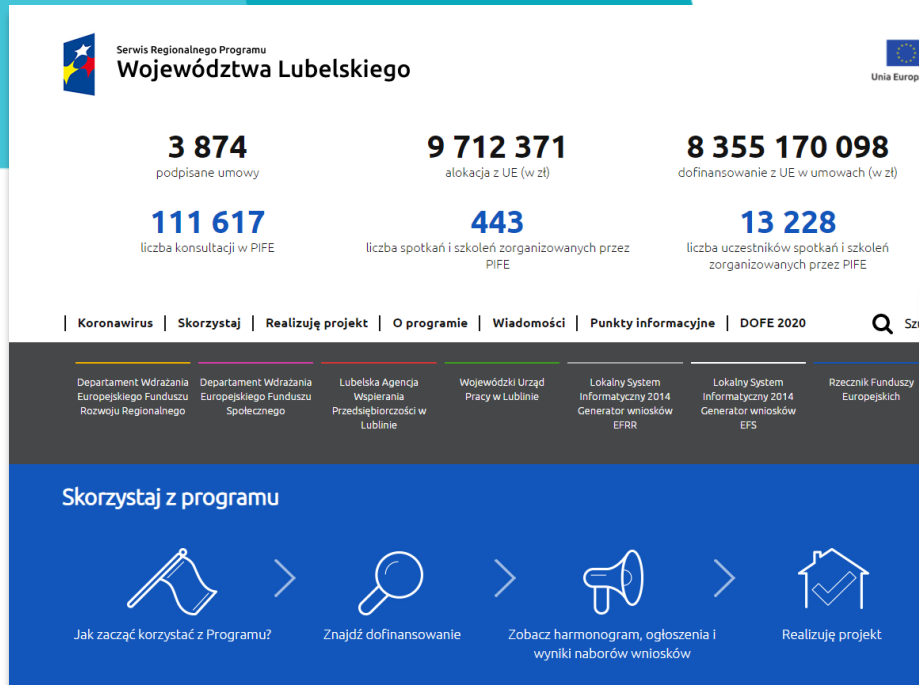 Serwis Regionalnego Programu
Województwa Lubelskiego
Unia
3 874
podpisane umowy
9 712 371
alokacja z UE (w zł)
8 355 170 098
dofinansowanie z UE w umowach (w zł)
111 617
liczba konsultacji w PIFE
443
liczba spotkań i szkoleń zorganizowanych przez
PIFE
13 228
liczba uczestników spotkań i szkoleń
zorganizowanych przez PIFE
Koronawirus | Skorzystaj | Realizuję projekt | O programie | Wiadomości | Punkty informacyjne | DOFE 2020
Departament Wdrażania
Europejskiego Funduszu
Rozwoju Regionalnego
Departament Wdrażania
Europejskiego Funduszu
Społecznego
Lubelska Agencja
Wspierania
Przedsiębiorczości w
Lublinie
Wojewódzki Urząd
Pracy w Lublinie
Lokalny System
Informatyczny 2014
Generator wniosków
EFRR
Lokalny System
Informatyczny 2014
Generator wniosków
EFS
Rzecznik Funduszy
Europejskich
Skorzystaj z programu
Jak zacząć korzystać z Programu?
Znajdź dofinansowanie
Zobacz harmonogram, ogłoszenia i
wyniki naborów wniosków
Realizuję projekt